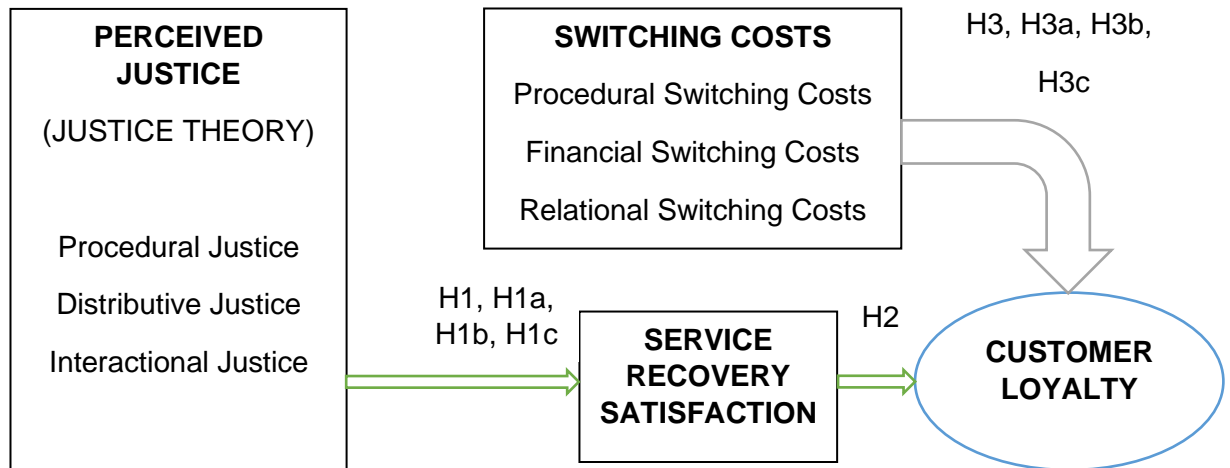 PERCEIVED
JUSTICE
(JUSTICE THEORY)
Procedural Justice
Distributive Justice
Interactional Justice
SWITCHING COSTS
Procedural Switching Costs
Financial Switching Costs
Relational Switching Costs
H3, H3a, H3b,
H3c
H1, H1a,
H1b, H1c
SERVICE
RECOVERY
SATISFACTION
H2
CUSTOMER
LOYALTY